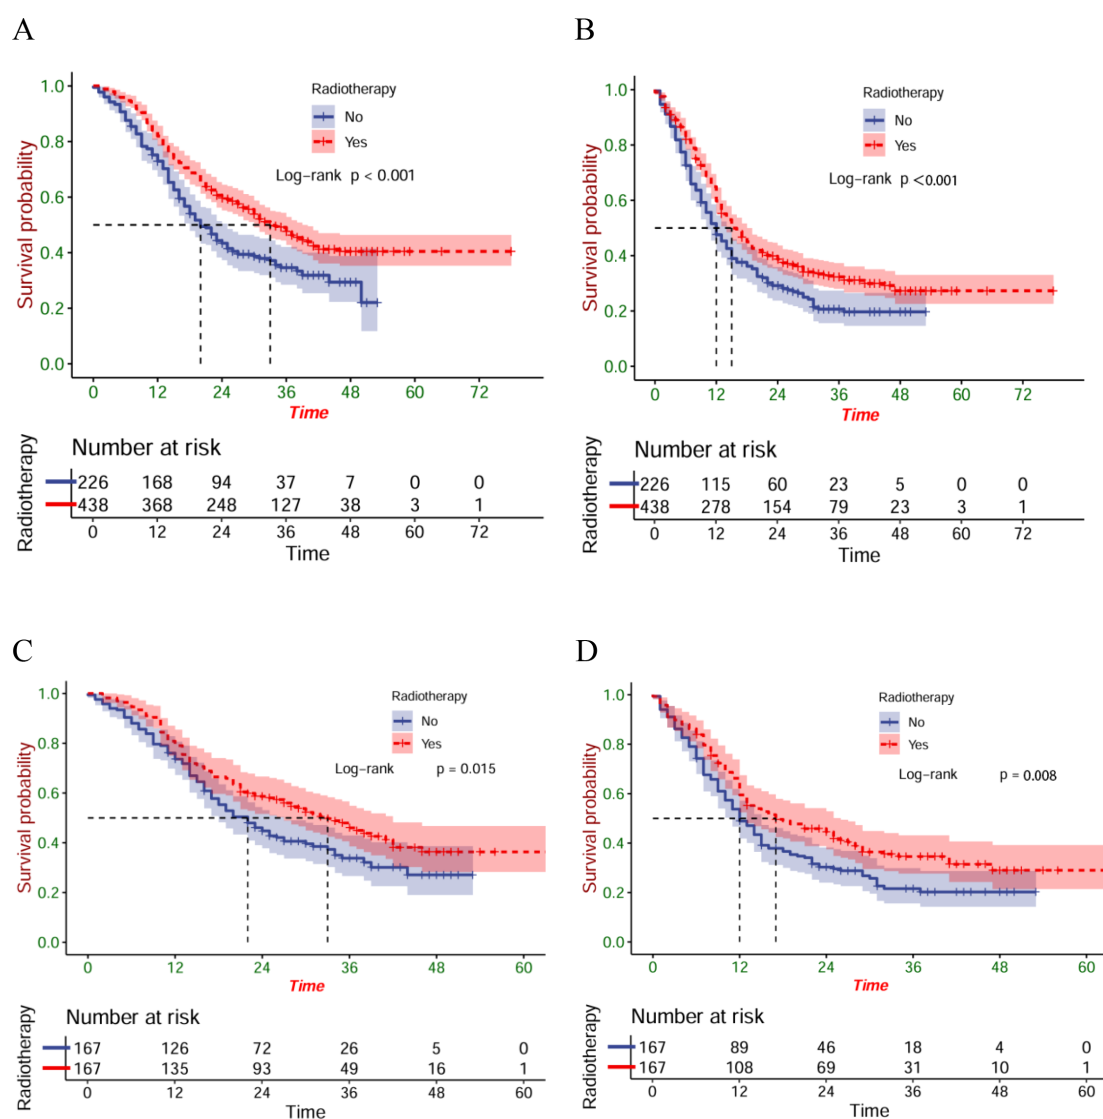 A
Survival probability
1.0
0.8
0.6
0.4
0.2
0.0
Radiotherapy
No
Yes
Log-rank p < 0.001
0 12 24 36 48 60 72
Time
Radiotherapy
Number at risk
226 168 94 37 7 0 0
438 368 248 127 38 3 1
0 12 24 36 48 60 72
Time
B
Survival probability
1.0
0.8
0.6
0.4
0.2
0.0
Radiotherapy
No
Yes
Log-rank p <0.001
0 12 24 36 48 60 72
Time
Radiotherapy
Number at risk
226 115 60 23 5 0 0
438 278 154 79 23 3 1
0 12 24 36 48 60 72
Time
C
Survival probability
1.0
0.8
0.6
0.4
0.2
0.0
Radiotherapy
No
Yes
Log-rank p = 0.015
0 12 24 36 48 60
Time
Radiotherapy
Number at risk
167 126 72 26 5 0
167 135 93 49 16 1
0 12 24 36 48 60
Time
D
Survival probability
1.0
0.8
0.6
0.4
0.2
0.0
Radiotherapy
No
Yes
Log-rank p = 0.008
0 12 24 36 48 60
Time
Radiotherapy
Number at risk
167 89 46 18 4 0
167 108 69 31 10 1
0 12 24 36 48 60
Time